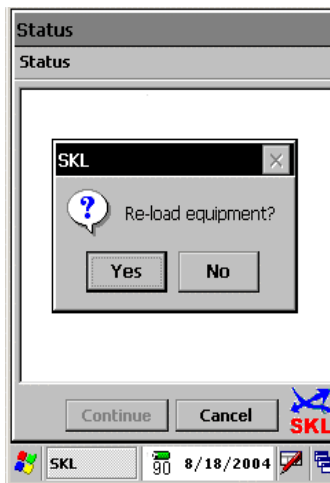 Status
Status
SKL
Re-load equipment?
Yes No
Continue Cancel
SKL
SKL 90 8/18/2004